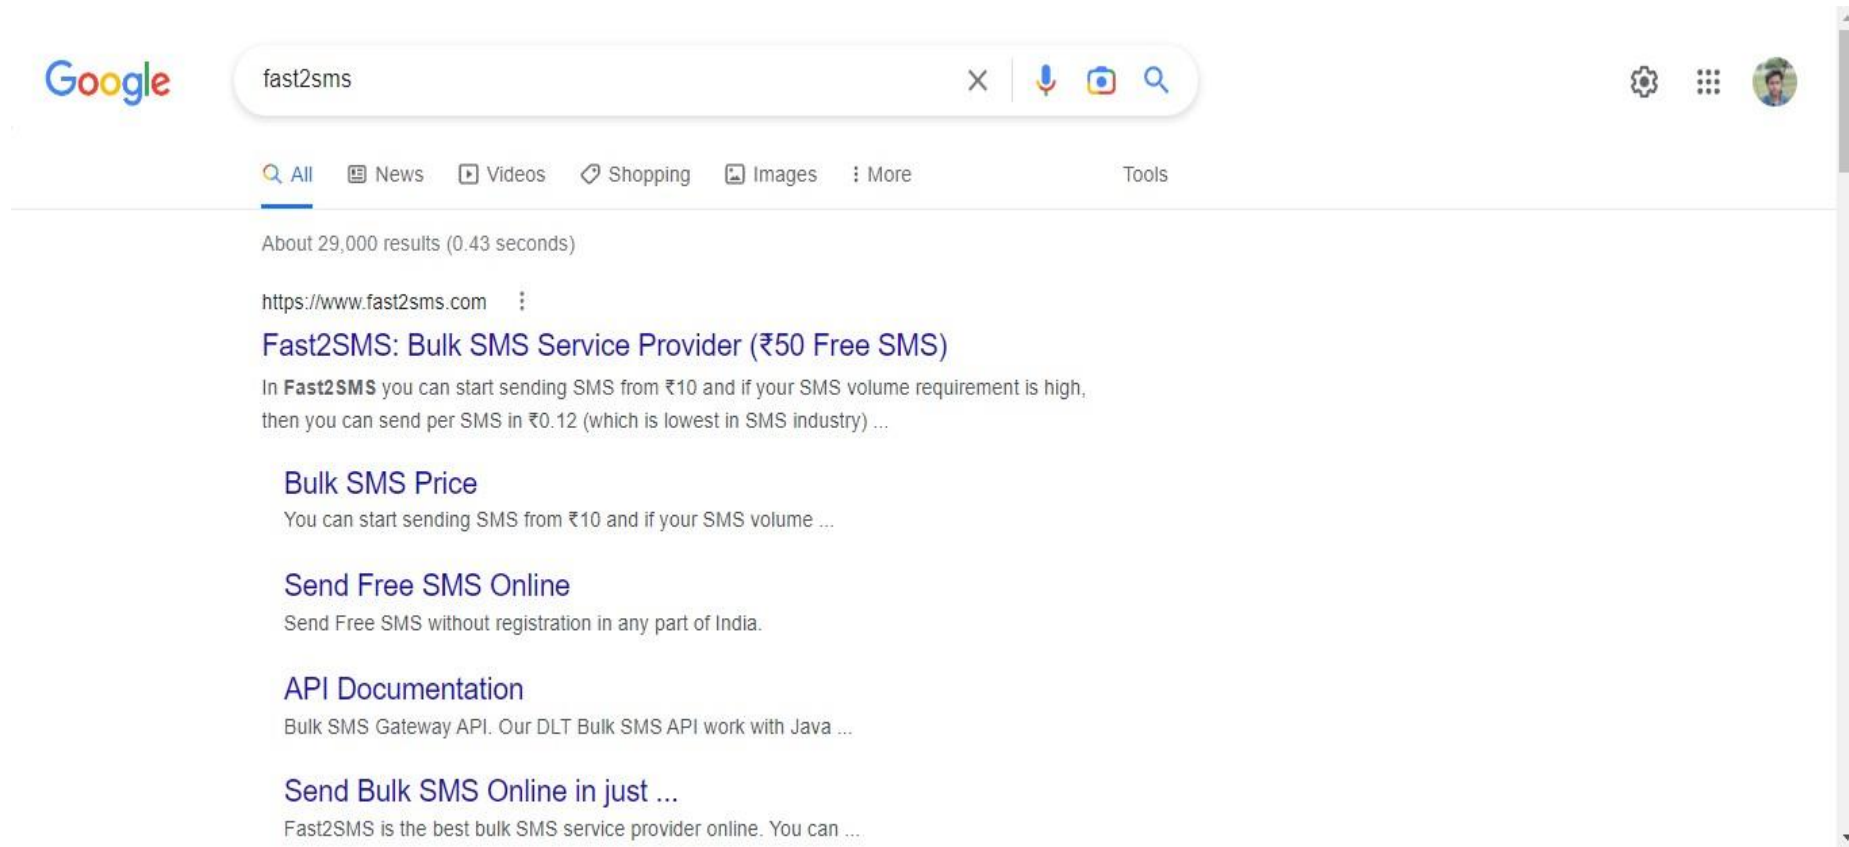 Google
fast2sms
All News Videos Shopping Images More Tools
About 29,000 results (0.43 seconds)
https://www.fast2sms.com
Fast2SMS: Bulk SMS Service Provider (₹50 Free SMS)
In Fast2SMS you can start sending SMS from ₹10 and if your SMS volume requirement is high,
then you can send per SMS in ₹0.12 (which is lowest in SMS industry) ...
Bulk SMS Price
You can start sending SMS from ₹10 and if your SMS volume ...
Send Free SMS Online
Send Free SMS without registration in any part of India.
API Documentation
Bulk SMS Gateway API. Our DLT Bulk SMS API work with Java ...
Send Bulk SMS Online in just ...
Fast2SMS is the best bulk SMS service provider online. You can ...